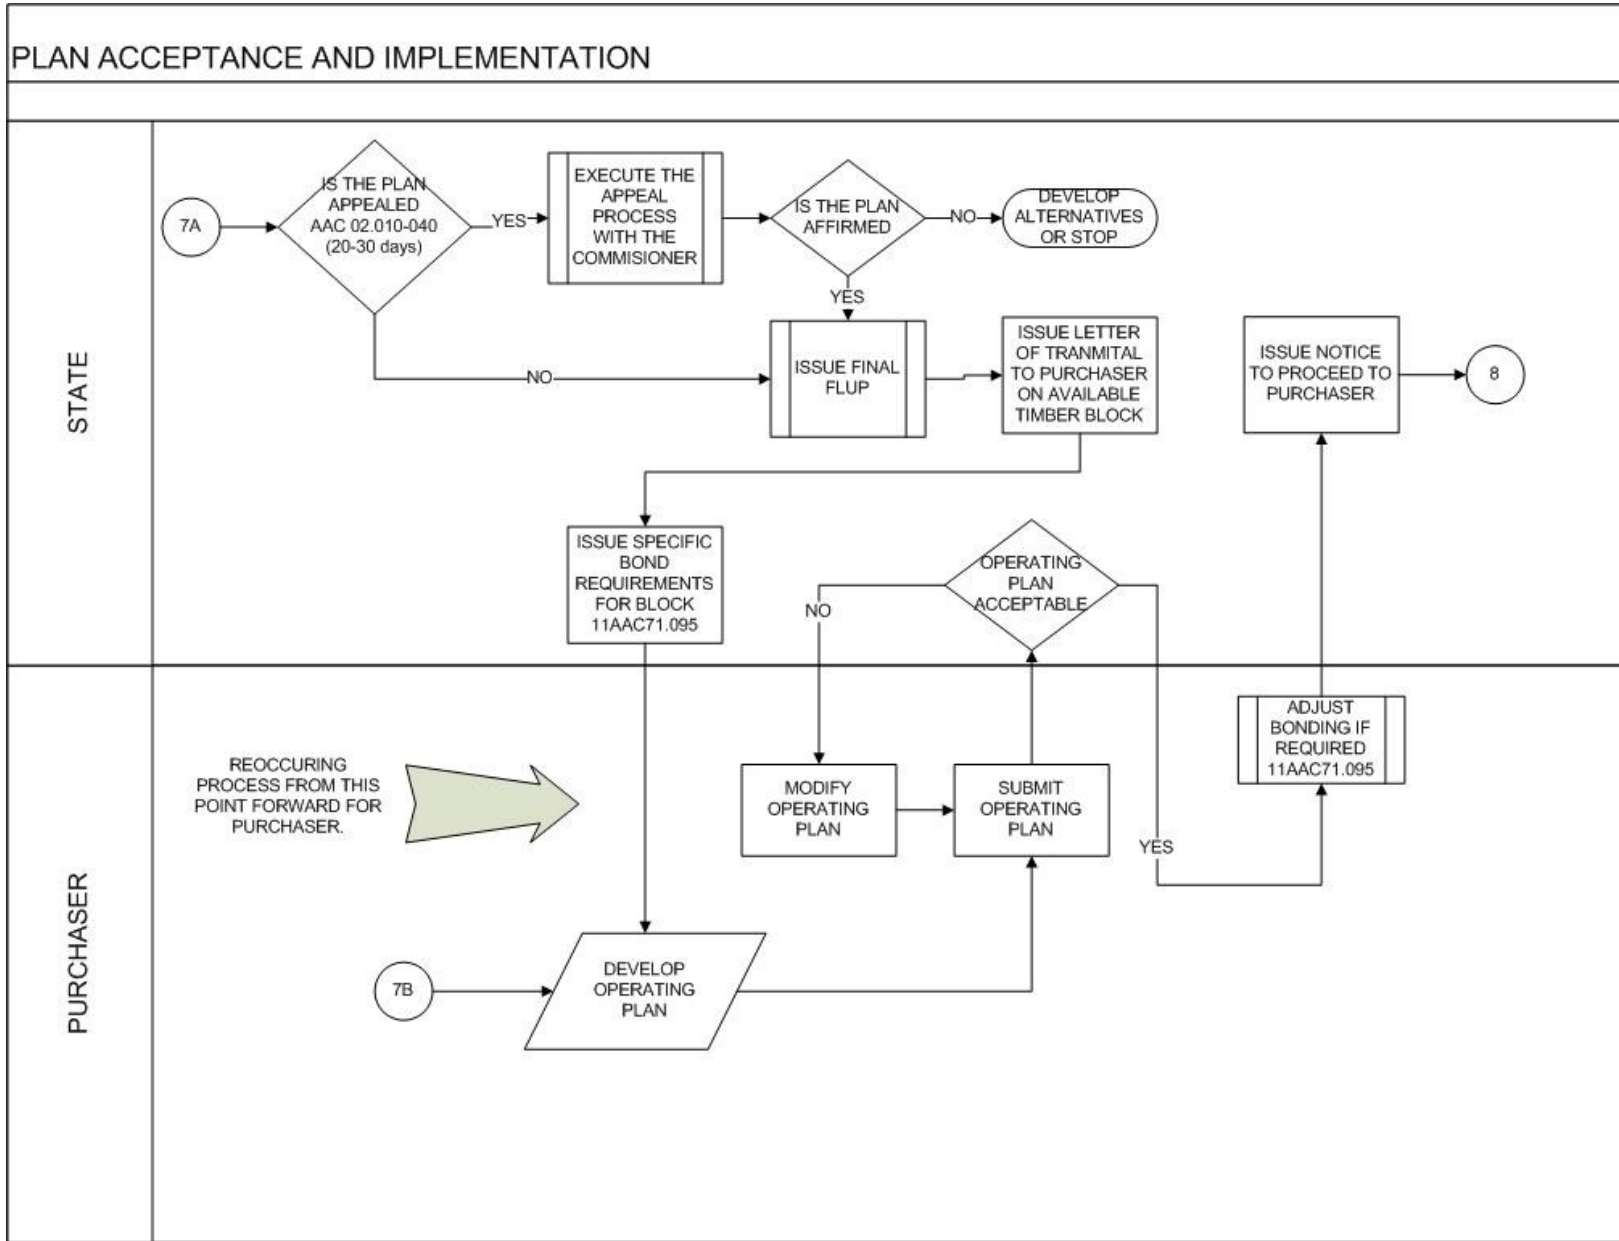 PLAN ACCEPTANCE AND IMPLEMENTATION
STATE
7A
IS THE PLAN
APPEALED
AAC 02.010-040
(20-30 days)
YES
EXECUTE THE
APPEAL
PROCESS
WITH THE
COMMISIONER
IS THE PLAN
AFFIRMED
NO
DEVELOP
ALTERNATIVES
OR STOP
YES
NO
ISSUE FINAL
FLUP
ISSUE LETTER
OF TRANMITAL
TO PURCHASER
ON AVAILABLE
TIMBER BLOCK
ISSUE NOTICE
TO PROCEED TO
PURCHASER
8
ISSUE SPECIFIC
BOND
REQUIREMENTS
FOR BLOCK
11AAC71.095
OPERATING
PLAN
ACCEPTABLE
NO
PURCHASER
REOCCURING
PROCESS FROM THIS
POINT FORWARD FOR
PURCHASER.
MODIFY
OPERATING
PLAN
SUBMIT
OPERATING
PLAN
YES
ADJUST
BONDING IF
REQUIRED
11AAC71.095
7B
DEVELOP
OPERATING
PLAN